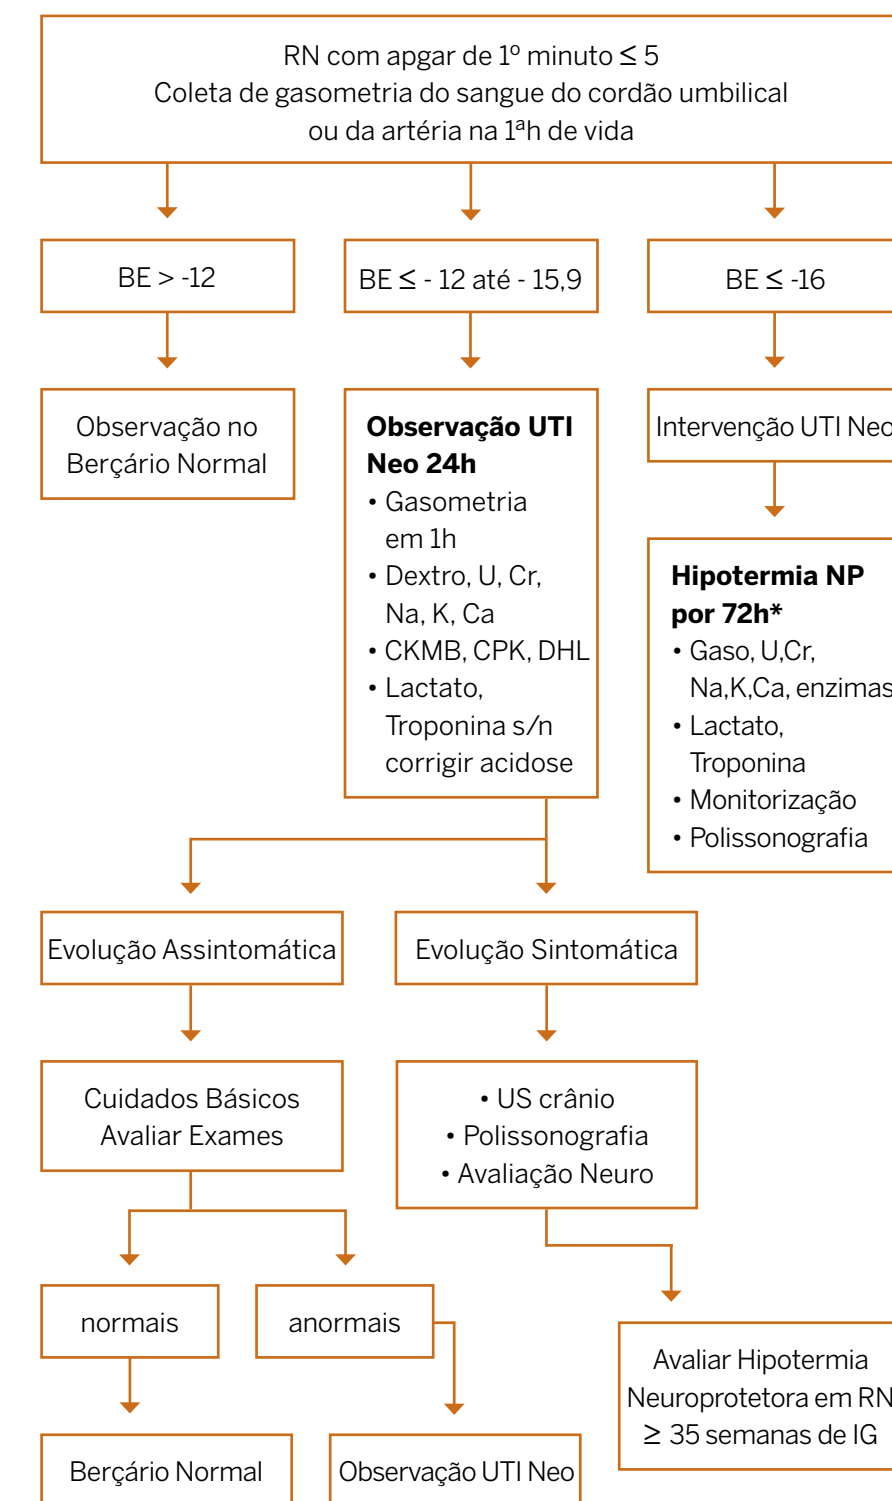 RN com apgar de 1º minuto ≤ 5
Coleta de gasometria do sangue do cordão umbilical
ou da artéria na 1ªh de vida
BE > -12
BE ≤ - 12 até - 15,9
BE ≤ -16
Observação no
Berçário Normal
Observação UTI
Neo 24h
• Gasometria
em 1h
• Dextro, U, Cr,
Na, K, Ca
• CKMB, CPK, DHL
• Lactato,
Troponina s/n
corrigir acidose
Intervenção UTI Neo
Hipotermia NP
por 72h*
• Gaso, U,Cr,
Na,K,Ca, enzimas
• Lactato,
Troponina
• Monitorização
• Polissonografia
Evolução Assintomática
Evolução Sintomática
Cuidados Básicos
Avaliar Exames
• US crânio
• Polissonografia
• Avaliação Neuro
normais
anormais
Avaliar Hipotermia
Neuroprotetora em RN
≥ 35 semanas de IG
Berçário Normal
Observação UTI Neo